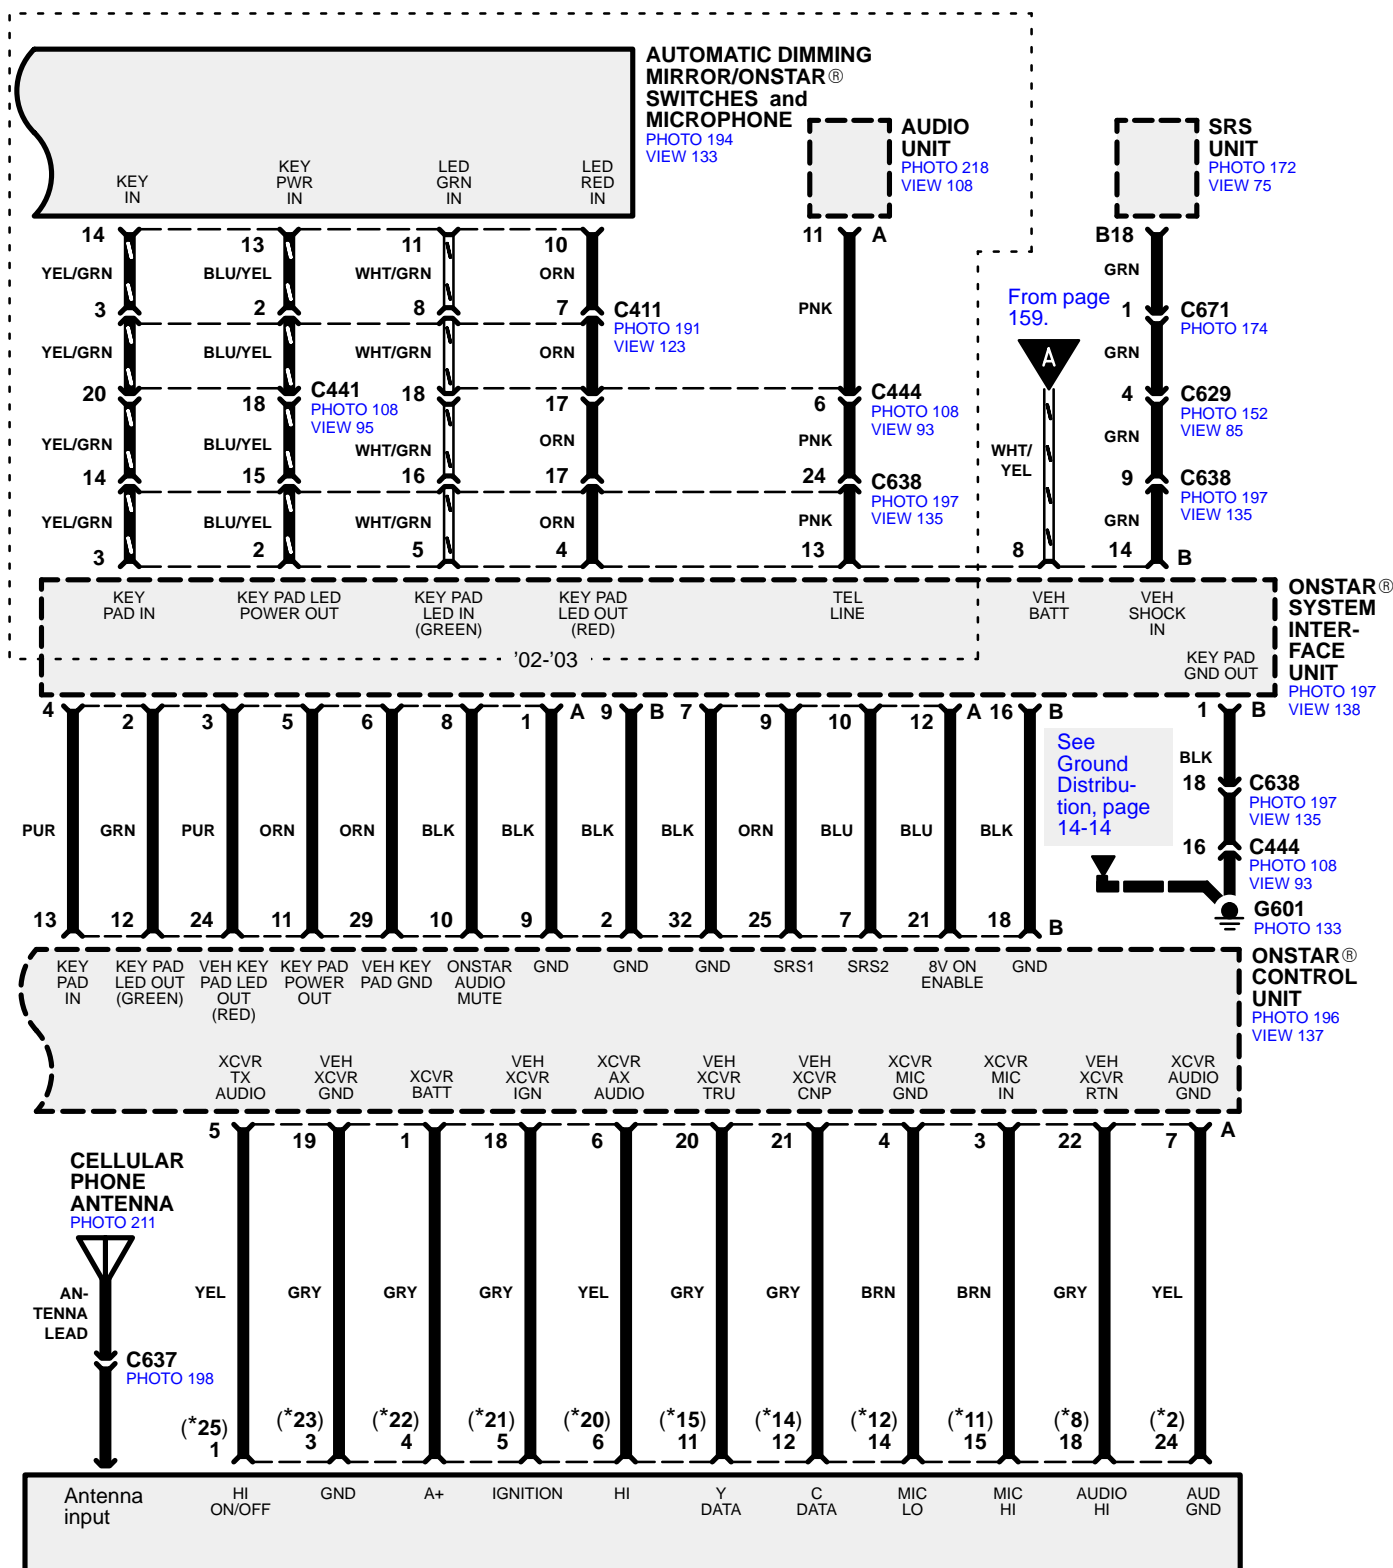 AUTOMATIC DIMMING
MIRROR/ONSTAR®
SWITCHES and
MICROPHONE
PHOTO 194
VIEW 133
AUDIO
UNIT
PHOTO 218
VIEW 108
SRS
UNIT
PHOTO 172
VIEW 75
KEY
IN
KEY
PWR
IN
LED
GRN
IN
LED
RED
IN
14 13 11 10 11 A B18
YEL/GRN BLU/YEL WHT/GRN ORN PNK GRN
3 2 8 7 C411
PHOTO 191
VIEW 123
From page
159.
A
1 C671
PHOTO 174
YEL/GRN BLU/YEL WHT/GRN ORN GRN
20 18 C441
PHOTO 108
VIEW 95
18 17 6 C444
PHOTO 108
VIEW 93
4 C629
PHOTO 152
VIEW 85
YEL/GRN BLU/YEL WHT/GRN ORN PNK GRN
WHT/
YEL
14 15 16 17 24 C638
PHOTO 197
VIEW 135
9 C638
PHOTO 197
VIEW 135
YEL/GRN BLU/YEL WHT/GRN ORN PNK GRN
3 2 5 4 13 8 14 B
KEY
PAD IN
KEY PAD LED
POWER OUT
KEY PAD
LED IN
(GREEN)
KEY PAD
LED OUT
(RED)
TEL
LINE
VEH
BATT
VEH
SHOCK
IN
KEY PAD
GND OUT
'02-'03
ONSTAR®
SYSTEM
INTER-
FACE
UNIT
PHOTO 197
VIEW 138
4 2 3 5 6 8 1 A 9 B 7 9 10 12 A 16 B 1 B
See
Ground
Distribu-
tion, page
14-14
BLK
18 C638
PHOTO 197
VIEW 135
PUR GRN PUR ORN ORN BLK BLK BLK BLK ORN BLU BLU BLK
16 C444
PHOTO 108
VIEW 93
G601
PHOTO 133
13 12 24 11 29 10 9 2 32 25 7 21 18 B
KEY
PAD
IN
KEY PAD
LED OUT
(GREEN)
VEH KEY
PAD LED
OUT
(RED)
KEY PAD
POWER
OUT
VEH KEY
PAD GND
ONSTAR
AUDIO
MUTE
GND
GND
GND
SRS1
SRS2
8V ON
ENABLE
GND
ONSTAR®
CONTROL
UNIT
PHOTO 196
VIEW 137
XCVR
TX
AUDIO
VEH
XCVR
GND
XCVR
BATT
VEH
XCVR
IGN
XCVR
AX
AUDIO
VEH
XCVR
TRU
VEH
XCVR
CNP
XCVR
MIC
GND
XCVR
MIC
IN
VEH
XCVR
RTN
XCVR
AUDIO
GND
5 19 1 18 6 20 21 4 3 22 7 A
CELLULAR
PHONE
ANTENNA
PHOTO 211
AN-
TENNA
LEAD
YEL GRY GRY GRY YEL GRY GRY BRN BRN GRY YEL
C637
PHOTO 198
(*25) (*23) (*22) (*21) (*20) (*15) (*14) (*12) (*11) (*8) (*2)
1 3 4 5 6 11 12 14 15 18 24
Antenna
input
HI
ON/OFF
GND
A+
IGNITION
HI
Y
DATA
C
DATA
MIC
LO
MIC
HI
AUDIO
HI
AUD
GND